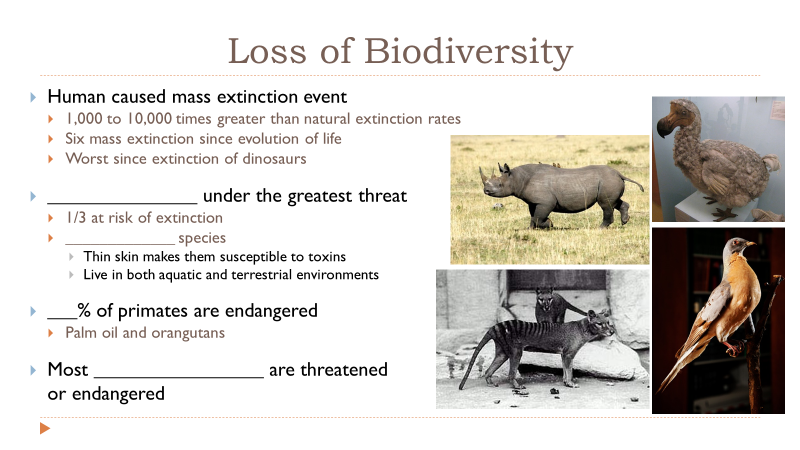 Loss of Biodiversity
Human caused mass extinction event
1,000 to 10,000 times greater than natural extinction rates
Six mass extinction since evolution of life
Worst since extinction of dinosaurs
______________ under the greatest threat
1/3 at risk of extinction
_____________ species
Thin skin makes them susceptible to toxins
Live in both aquatic and terrestrial environments
___% of primates are endangered
Palm oil and orangutans
Most ________________ are threatened
or endangered